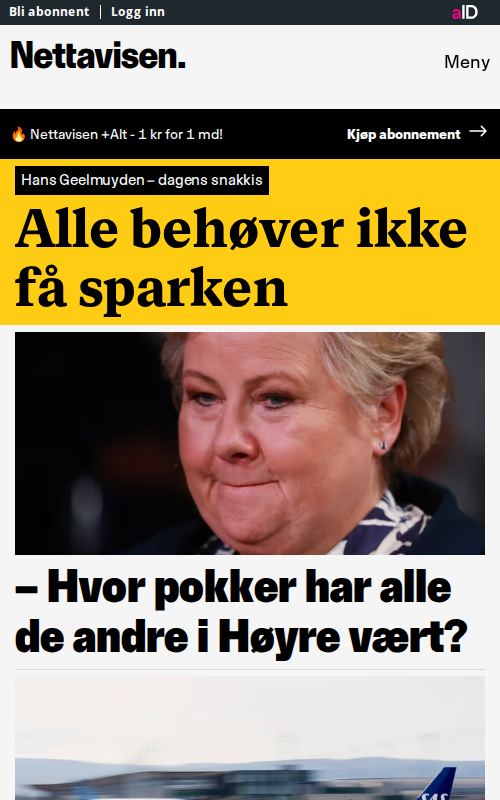 Bli abonnent | Logg inn
aID
Nettavisen.
Meny
🔥 Nettavisen +Alt - 1 kr for 1 md!
Kjøp abonnement →
Hans Geelmuyden – dagens snakkis
Alle behøver ikke
få sparken
– Hvor pokker har alle
de andre i Høyre vært?
SAS